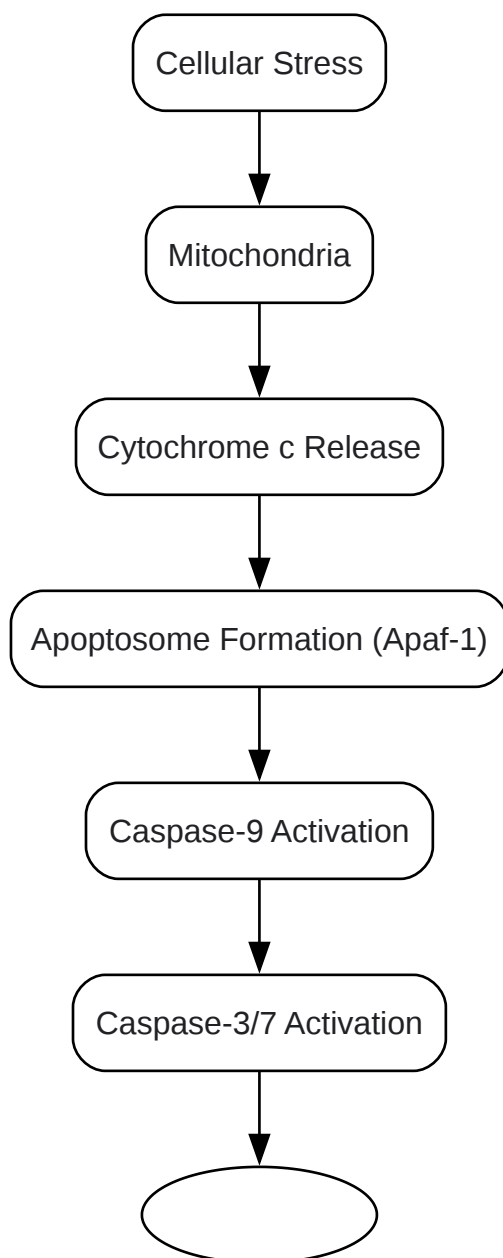 Cellular Stress
Mitochondria
Cytochrome c Release
Apoptosome Formation (Apaf-1)
Caspase-9 Activation
Caspase-3/7 Activation